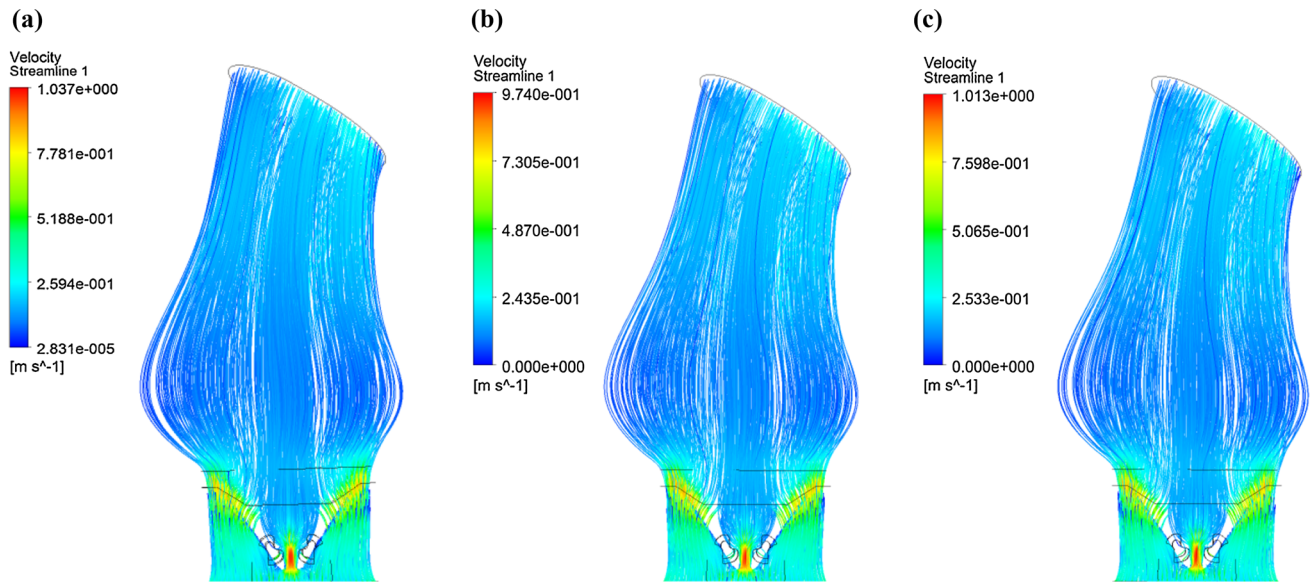 (a)
Velocity
Streamline 1
1.037e+000
7.781e-001
5.188e-001
2.594e-001
2.831e-005
[m s^-1]
(b)
Velocity
Streamline 1
9.740e-001
7.305e-001
4.870e-001
2.435e-001
0.000e+000
[m s^-1]
(c)
Velocity
Streamline 1
1.013e+000
7.598e-001
5.065e-001
2.533e-001
0.000e+000
[m s^-1]